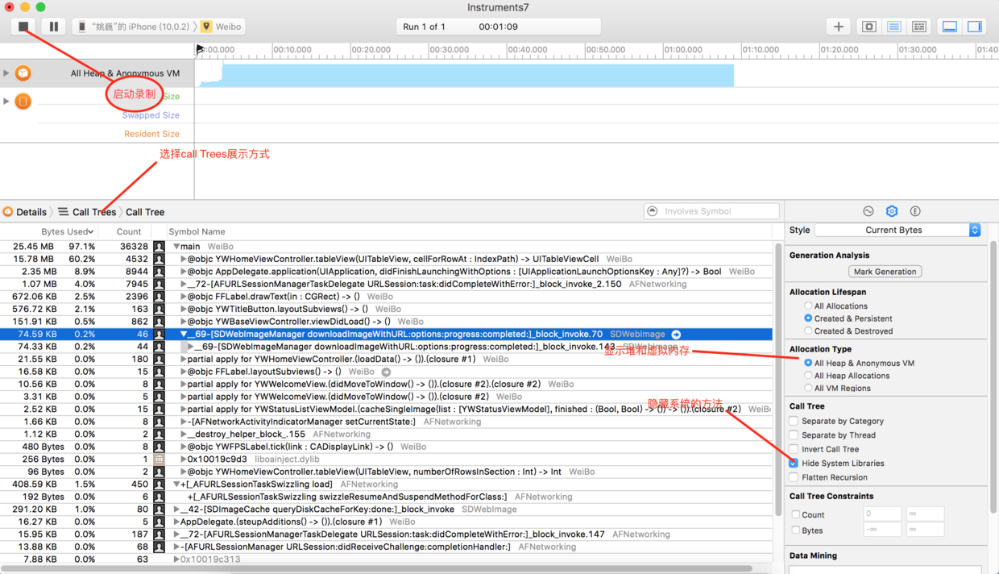 Instruments7
“姚巍”的 iPhone (10.0.2) 〉 Weibo
Run 1 of 1 00:01:09
00.000 00:10.000 00:20.000 00:30.000 00:40.000 00:50.000 01:00.000 01:10.000 01:20.000 01:30.000 01:40.
All Heap & Anonymous VM
启动录制
Size
Swapped Size
Resident Size
选择call Trees展示方式
Details 〉 Call Trees 〉 Call Tree
Involves Symbol
Bytes Used Count Symbol Name
25.45 MB 97.1% 36328 main WeiBo
15.78 MB 60.2% 4532 @objc YWHomeViewController.tableView(UITableView, cellForRowAt : IndexPath) -> UITableViewCell WeiBo
2.35 MB 8.9% 8944 @objc AppDelegate.application(UIApplication, didFinishLaunchingWithOptions : [UIApplicationLaunchOptionsKey : Any]?) -> Bool WeiBo
1.07 MB 4.0% 7945 __72-[AFURLSessionManagerTaskDelegate URLSession:task:didCompleteWithError:]_block_invoke_2.150 AFNetworking
672.06 KB 2.5% 2396 @objc FFLabel.drawText(in : CGRect) -> () WeiBo
576.72 KB 2.1% 163 @objc YWTitleButton.layoutSubviews() -> () WeiBo
151.91 KB 0.5% 862 @objc YWBaseViewController.viewDidLoad() -> () WeiBo
74.59 KB 0.2% 46 __69-[SDWebImageManager downloadImageWithURL:options:progress:completed:]_block_invoke.70 SDWebImage
74.33 KB 0.2% 44 __69-[SDWebImageManager downloadImageWithURL:options:progress:completed:]_block_invoke.143 SDWebImage
显示堆和虚拟内存
21.55 KB 0.0% 180 partial apply for YWHomeViewController.(loadData() -> ()).(closure #1) WeiBo
16.58 KB 0.0% 15 @objc FFLabel.layoutSubviews() -> () WeiBo
10.56 KB 0.0% 8 partial apply for YWWelcomeView.(didMoveToWindow() -> ()).(closure #2).(closure #2) WeiBo
3.31 KB 0.0% 5 partial apply for YWWelcomeView.(didMoveToWindow() -> ()).(closure #2) WeiBo
隐藏系统的方法
2.56 KB 0.0% 15 partial apply for YWStatusListViewModel.(cacheSingleImage(list : [YWStatusViewModel], finished : (Bool, Bool) -> ()) -> ()).(closure #2) WeiB
1.66 KB 0.0% 8 -[AFNetworkActivityIndicatorManager setCurrentState:] AFNetworking
1.12 KB 0.0% 2 __destroy_helper_block_.155 AFNetworking
480 Bytes 0.0% 8 @objc YWFPSLabel.tick(link : CADisplayLink) -> () WeiBo
256 Bytes 0.0% 1 0x10019c9d3 liboainject.dylib
96 Bytes 0.0% 2 @objc YWHomeViewController.tableView(UITableView, numberOfRowsInSection : Int) -> Int WeiBo
408.59 KB 1.5% 450 +[_AFURLSessionTaskSwizzling load] AFNetworking
192 Bytes 0.0% 6 +[_AFURLSessionTaskSwizzling swizzleResumeAndSuspendMethodForClass:] AFNetworking
291.20 KB 1.0% 80 __42-[SDImageCache queryDiskCacheForKey:done:]_block_invoke SDWebImage
16.27 KB 0.0% 5 AppDelegate.(steupAdditions() -> ()).(closure #1) WeiBo
15.95 KB 0.0% 187 __72-[AFURLSessionManagerTaskDelegate URLSession:task:didCompleteWithError:]_block_invoke.147 AFNetworking
13.88 KB 0.0% 68 -[AFURLSessionManager URLSession:didReceiveChallenge:completionHandler:] AFNetworking
7.88 KB 0.0% 63 0x10019c313
Style Current Bytes
Generation Analysis
Mark Generation
Allocation Lifespan
All Allocations
Created & Persistent
Created & Destroyed
Allocation Type
All Heap & Anonymous VM
All Heap Allocations
All VM Regions
Call Tree
Separate by Category
Separate by Thread
Invert Call Tree
Hide System Libraries
Flatten Recursion
Call Tree Constraints
Count 0 ∞
Bytes -∞ ∞
Data Mining